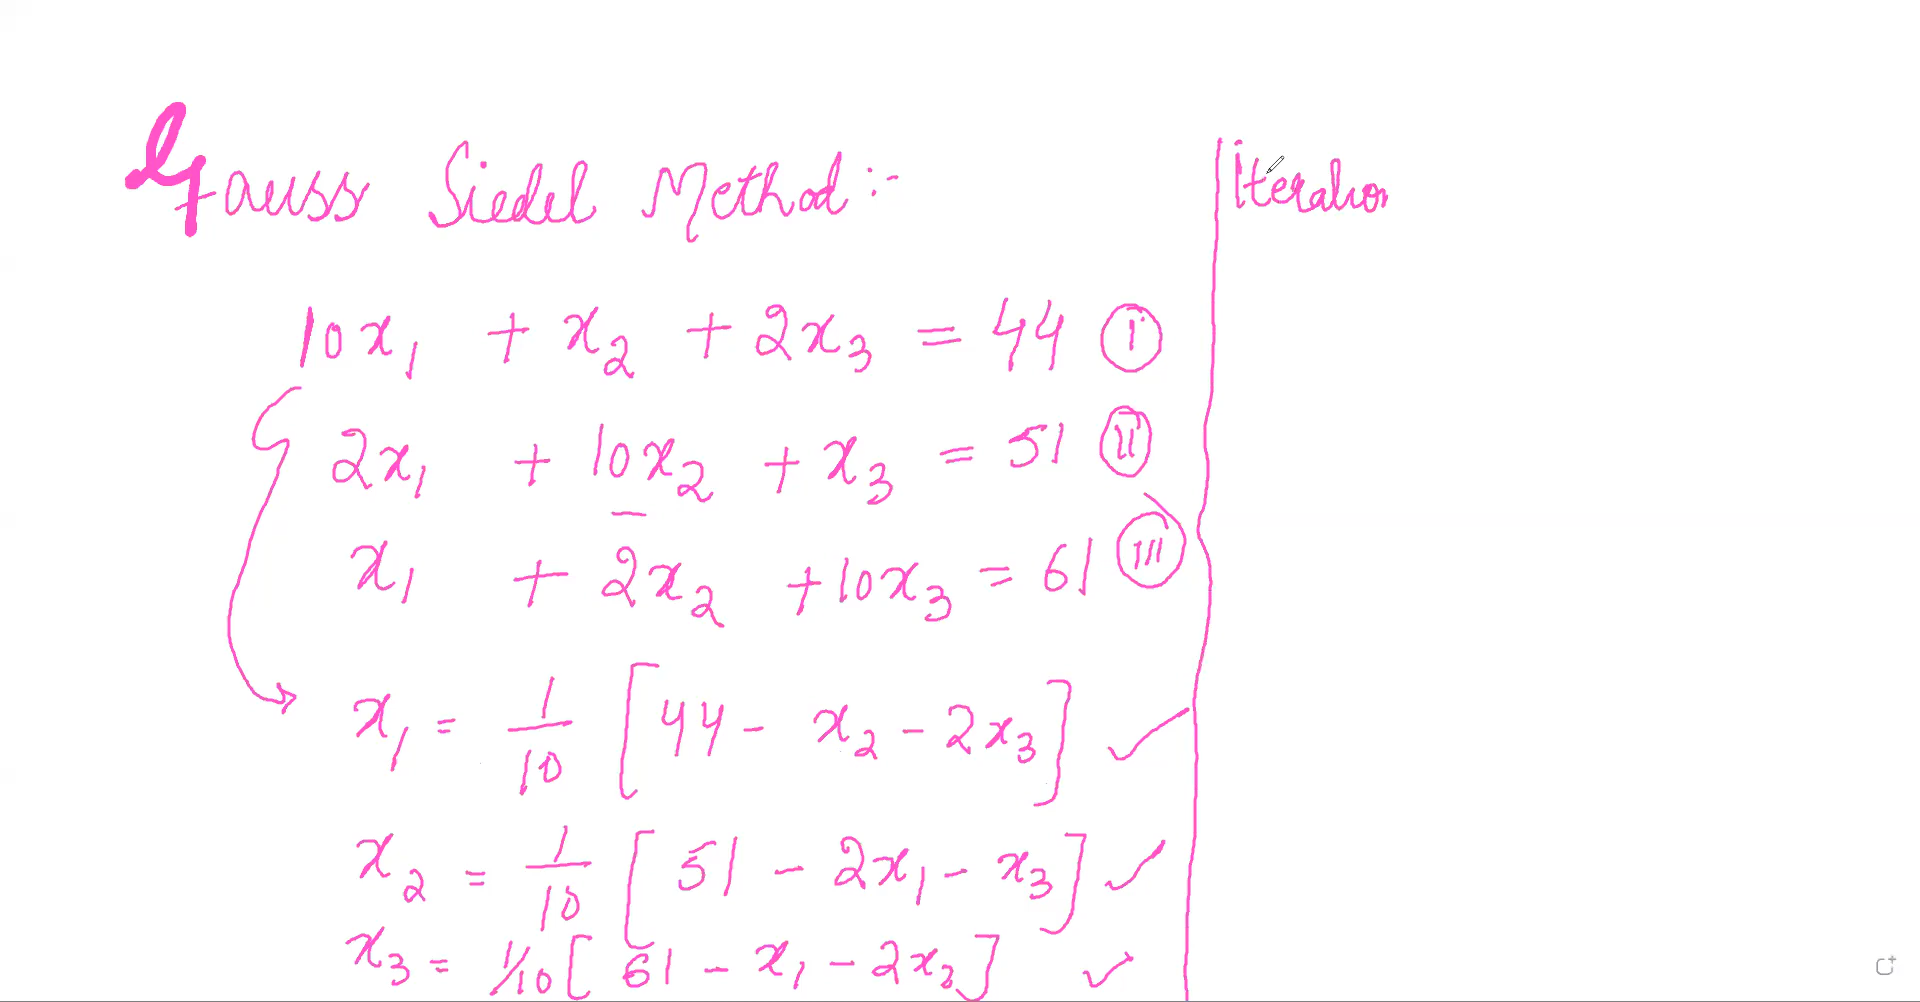 Gauss Siedel Method :-
10x₁ + x₂ + 2x₃ = 44 (I)
2x₁ + 10x₂ + x₃ = 51 (II)
x₁ + 2x₂ + 10x₃ = 61 (III)
x₁ = 1/10 [44 - x₂ - 2x₃] ✓
x₂ = 1/10 [51 - 2x₁ - x₃] ✓
x₃ = 1/10 [61 - x₁ - 2x₂] ✓
Iteration